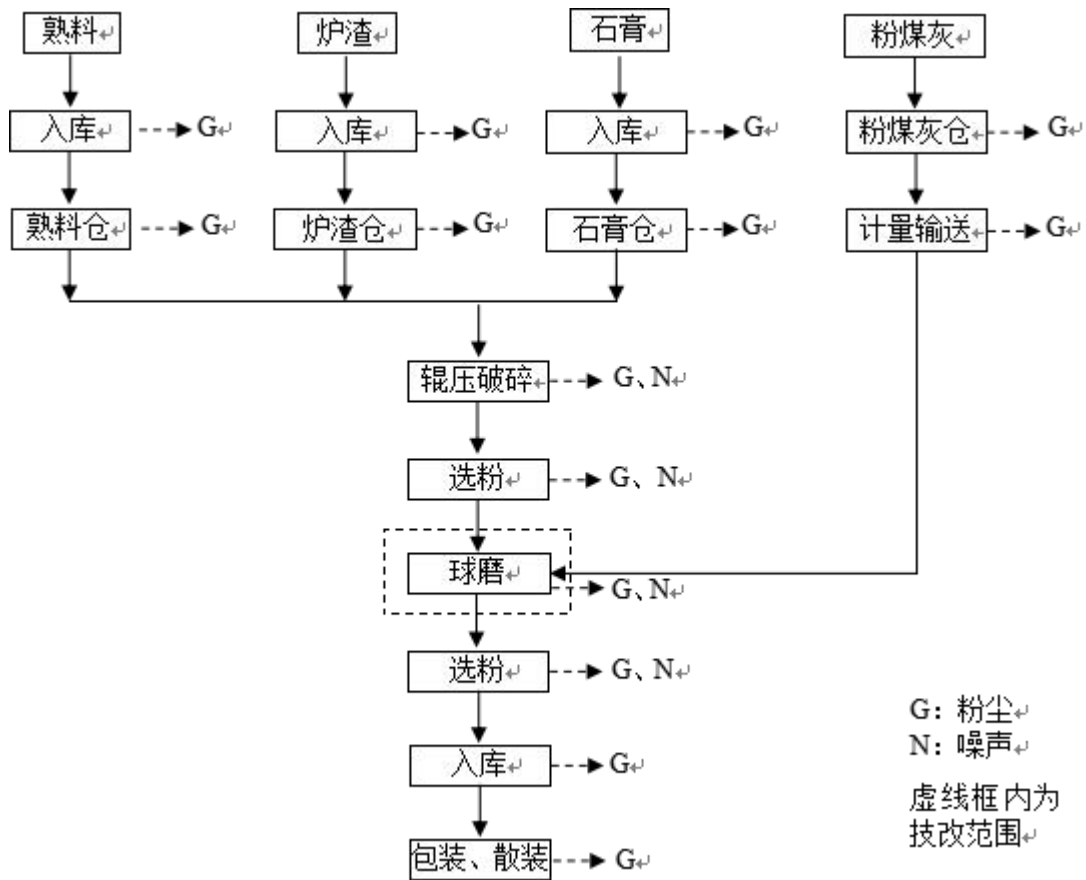 熟料 炉渣 石膏 粉煤灰
入库 G 入库 G 入库 G 粉煤灰仓 G
熟料仓 G 炉渣仓 G 石膏仓 G 计量输送 G
辊压破碎 G、N
选粉 G、N
球磨 G、N
选粉 G、N
入库 G
包装、散装 G
G：粉尘
N：噪声
虚线框内为
技改范围